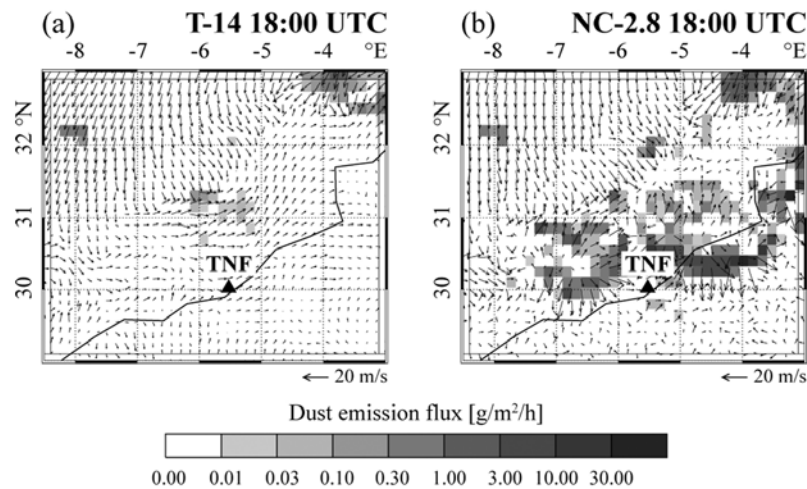 (a) T-14 18:00 UTC
-8 -7 -6 -5 -4 °E
32 °N
31
30
TNF
← 20 m/s
(b) NC-2.8 18:00 UTC
-8 -7 -6 -5 -4 °E
32 °N
31
30
TNF
← 20 m/s
Dust emission flux [g/m²/h]
0.00 0.01 0.03 0.10 0.30 1.00 3.00 10.00 30.00